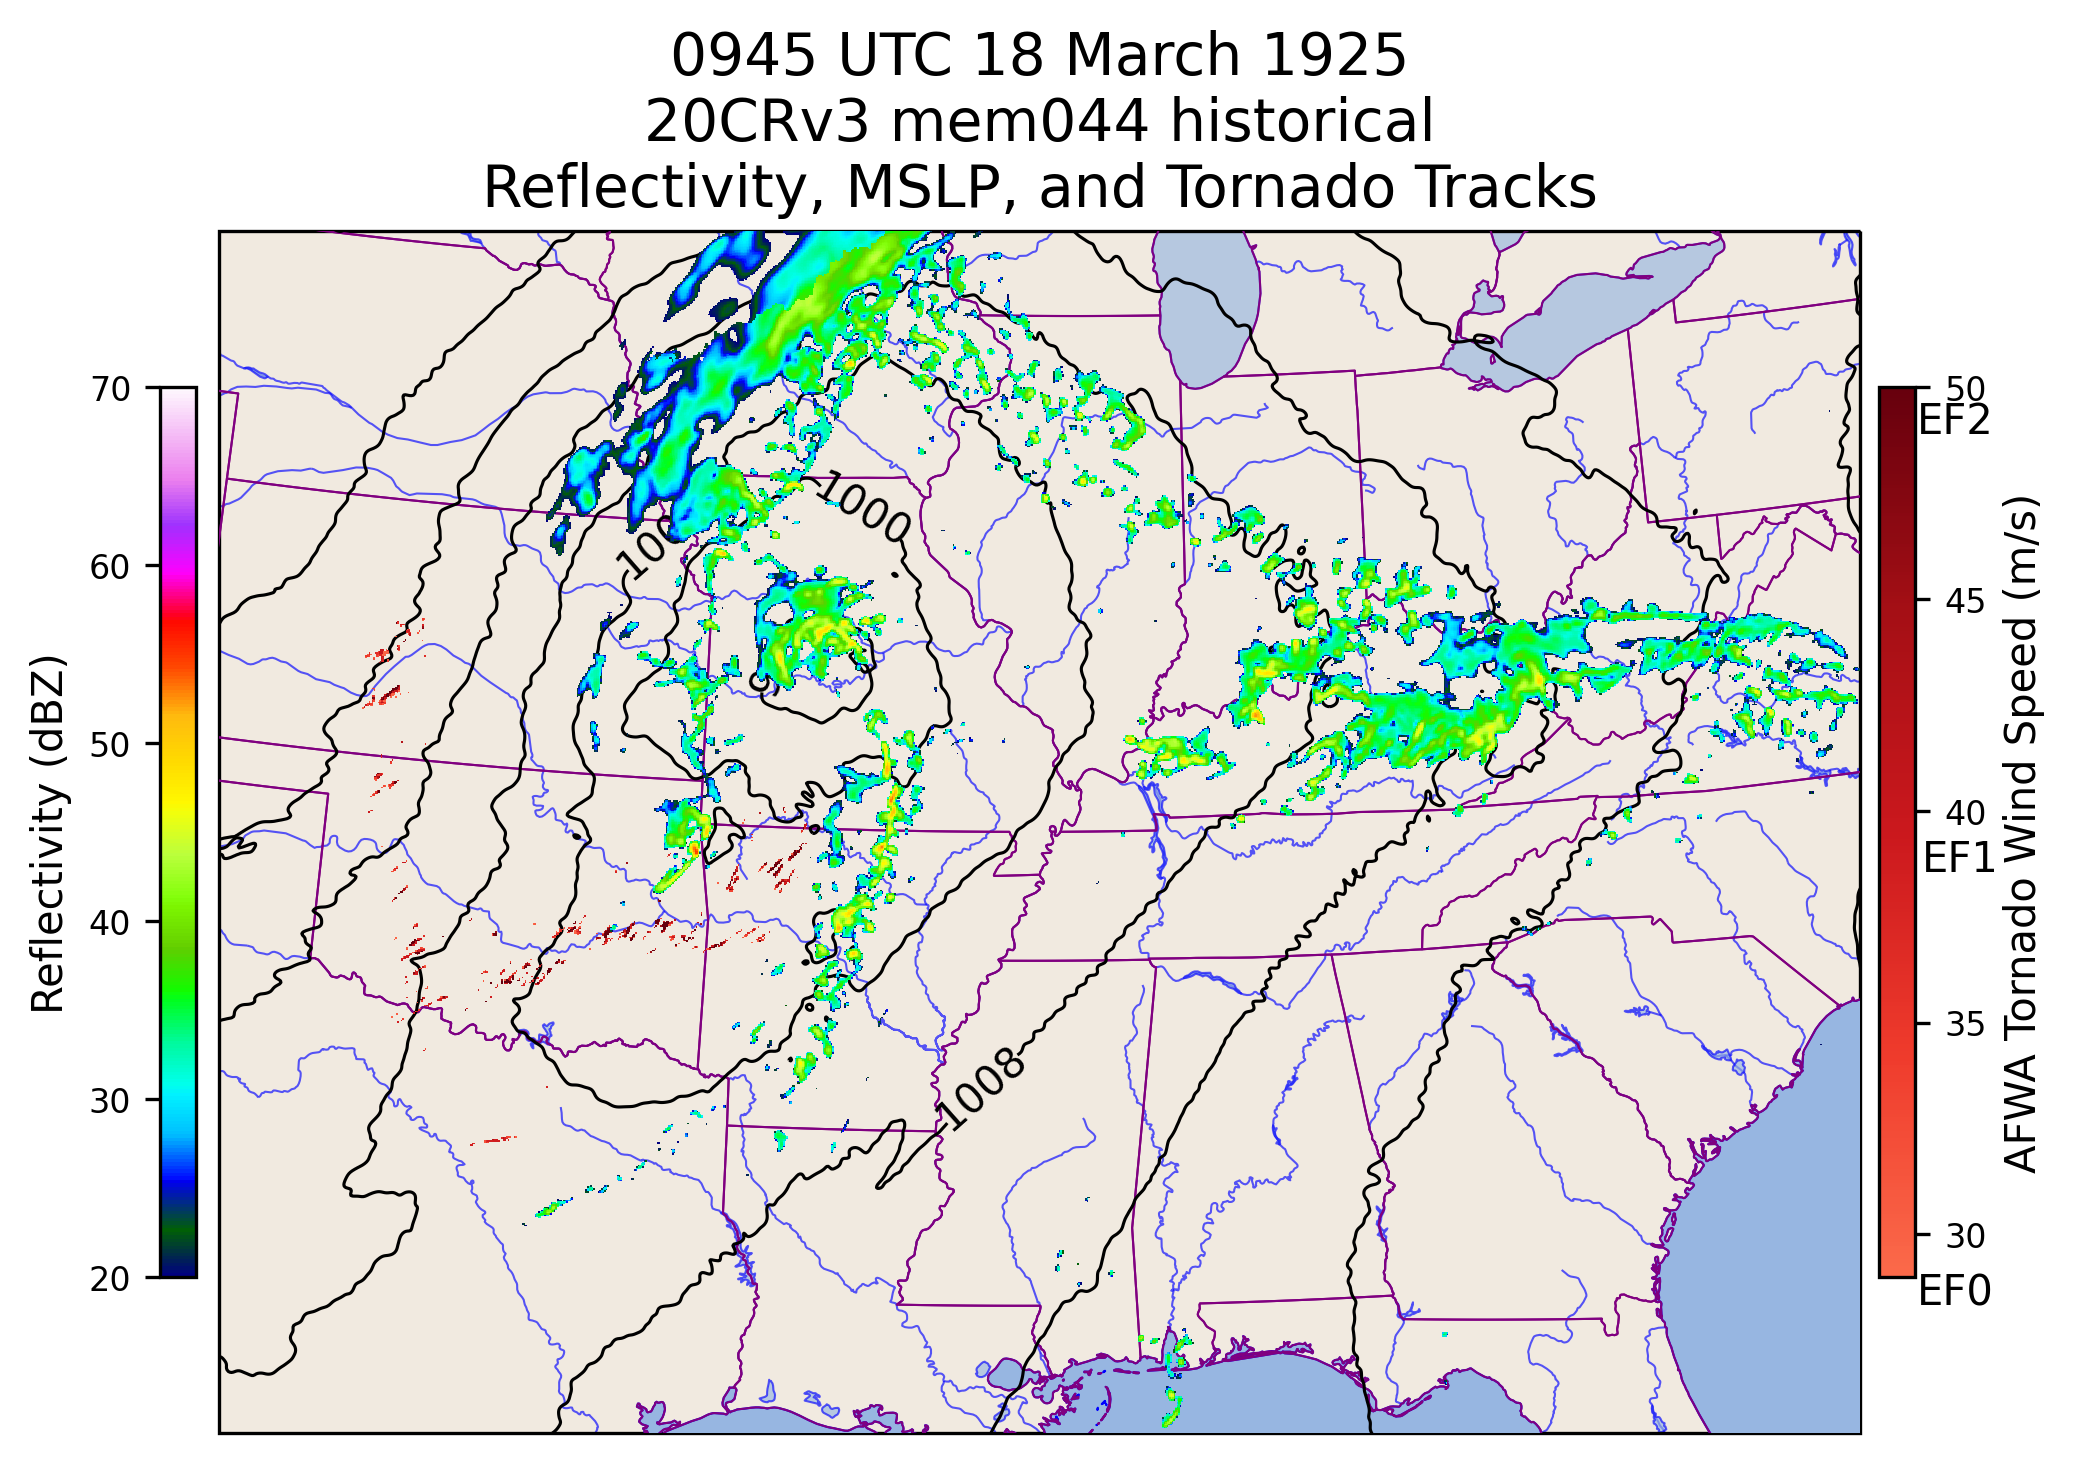 0945 UTC 18 March 1925
20CRv3 mem044 historical
Reflectivity, MSLP, and Tornado Tracks
Reflectivity (dBZ)
70
60
50
40
30
20
1000
1008
50
EF2
45
40
EF1
35
30
EF0
AFWA Tornado Wind Speed (m/s)